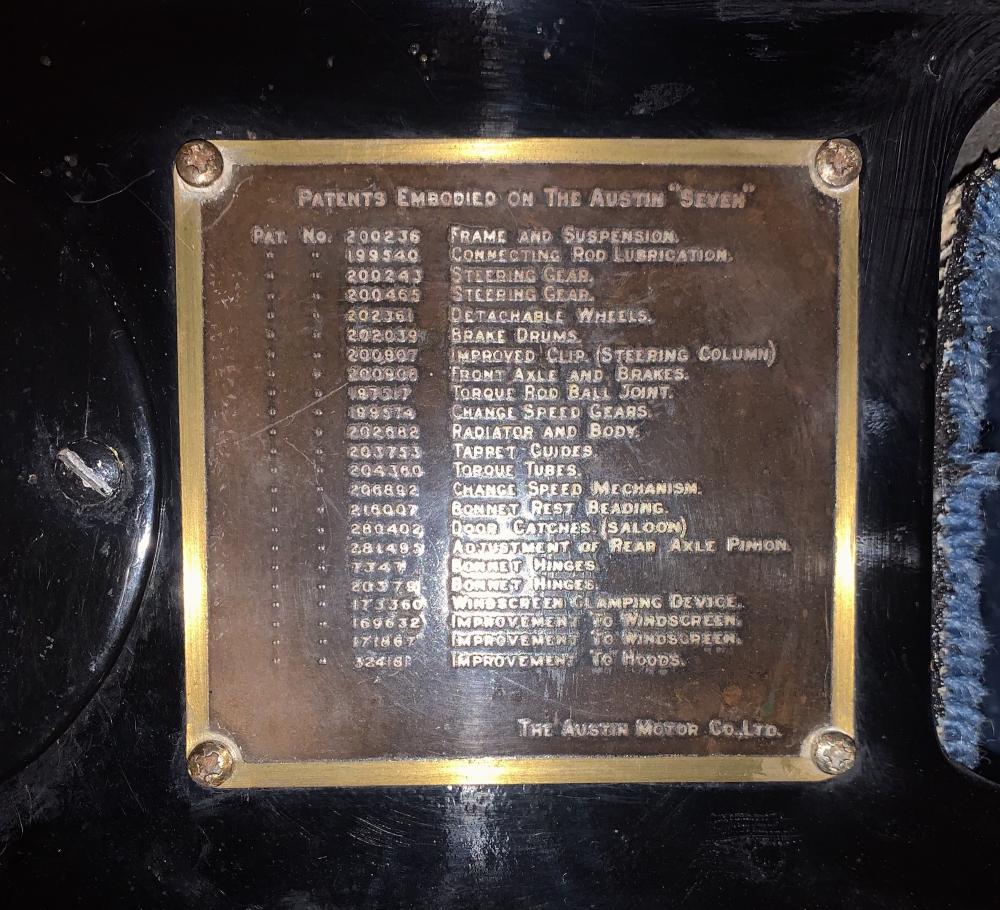 PATENTS EMBODIED ON THE AUSTIN "SEVEN"
PAT. NO. 200236 FRAME AND SUSPENSION.
" " 199540 CONNECTING ROD LUBRICATION.
" " 200243 STEERING GEAR.
" " 200465 STEERING GEAR.
" " 202361 DETACHABLE WHEELS.
" " 202039 BRAKE DRUMS.
" " 200807 IMPROVED CLIP. (STEERING COLUMN)
" " 200908 FRONT AXLE AND BRAKES.
" " 197317 TORQUE ROD BALL JOINT.
" " 199574 CHANGE SPEED GEARS.
" " 202682 RADIATOR AND BODY.
" " 203753 TAPPET GUIDES.
" " 204360 TORQUE TUBES.
" " 206892 CHANGE SPEED MECHANISM.
" " 216007 BONNET REST BEADING.
" " 280402 DOOR CATCHES. (SALOON)
" " 281495 ADJUSTMENT OF REAR AXLE PINION.
" " 7347 BONNET HINGES.
" " BONNET HINGES.
" " 173360 WINDSCREEN CLAMPING DEVICE.
" " 169632 IMPROVEMENT TO WINDSCREEN.
" " 171867 IMPROVEMENT TO WINDSCREEN.
" " IMPROVEMENT TO HOODS.
THE AUSTIN MOTOR CO., LTD.